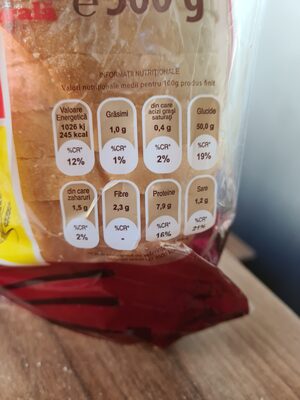 e 500 g
INFORMAȚII NUTRIȚIONALE
Valori nutriționale medii pentru 100g produs finit
Valoare
Energetică
1026 kj
245 kcal
%CR*
12%
Grăsimi
1,0 g
%CR*
1%
din care
acizi grași
saturați
0,4 g
%CR*
2%
Glucide
50,0 g
%CR*
19%
din care
zaharuri
1,5 g
%CR*
2%
Fibre
2,3 g
%CR*
-
Proteine
7,9 g
%CR*
16%
Sare
1,2 g
%CR*
21%